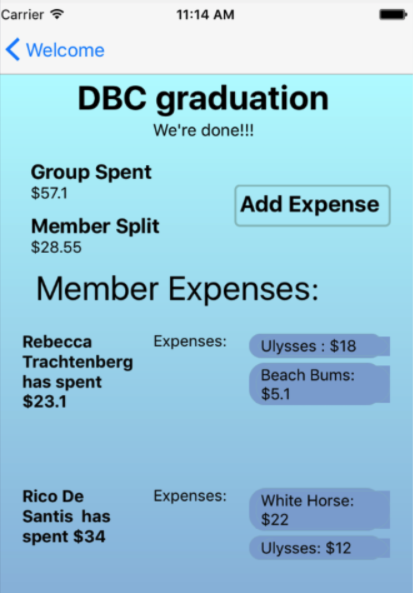 Carrier 11:14 AM
Welcome
DBC graduation
We're done!!!
Group Spent
$57.1
Member Split
$28.55
Add Expense
Member Expenses:
Rebecca
Trachtenberg
has spent
$23.1
Expenses:
Ulysses : $18
Beach Bums:
$5.1
Rico De
Santis  has
spent $34
Expenses:
White Horse:
$22
Ulysses: $12